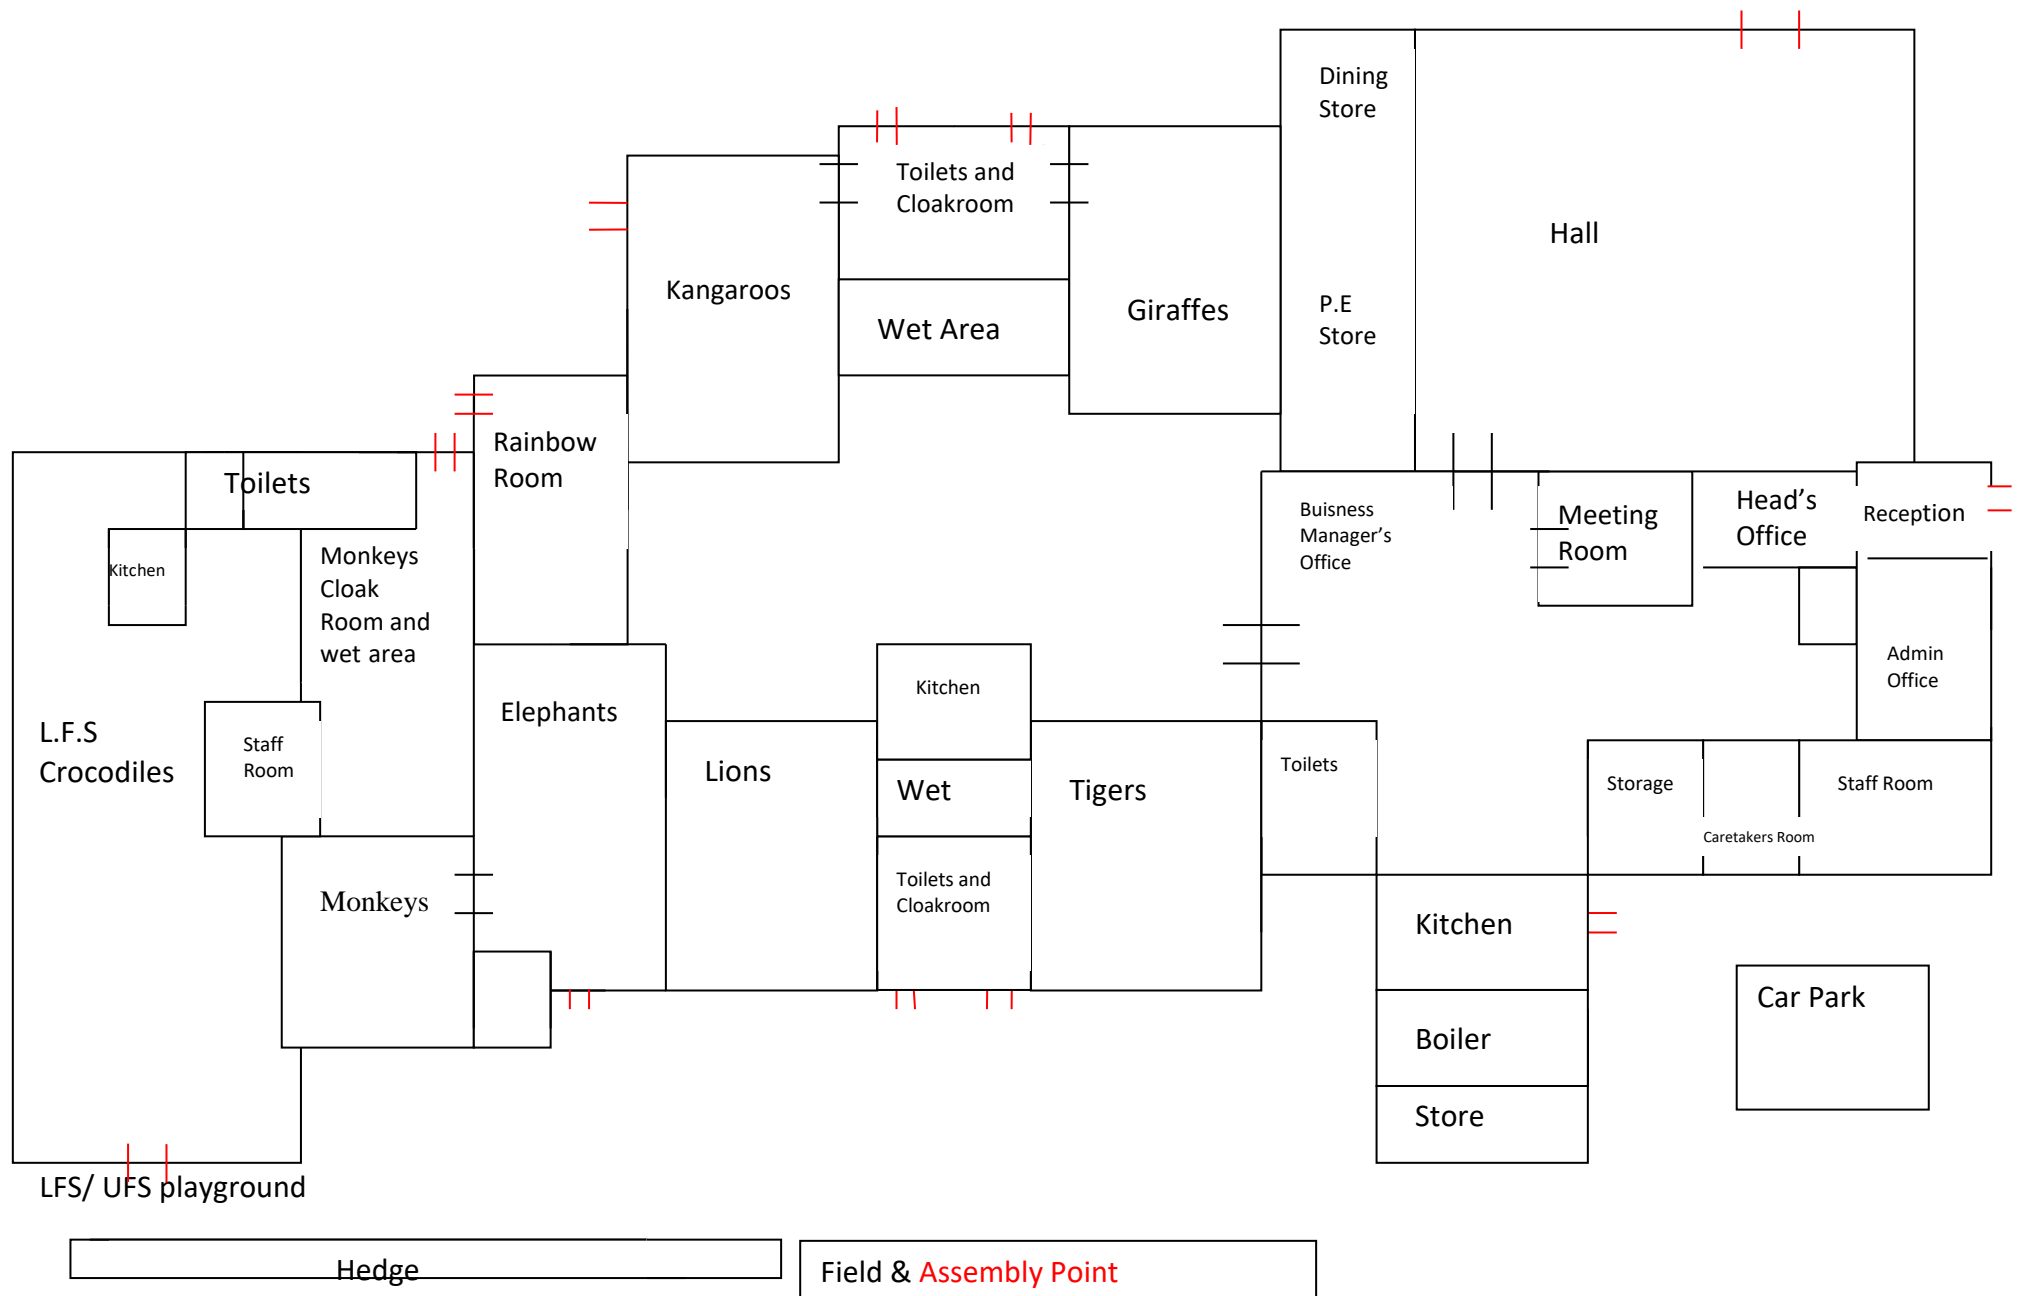 Dining
Store
Toilets and
Cloakroom
Hall
Kangaroos
P.E
Store
Giraffes
Wet Area
Rainbow
Room
Toilets
Buisness
Manager's
Office
Meeting
Room
Head's
Office
Reception
Kitchen
Monkeys
Cloak
Room and
wet area
Admin
Office
Kitchen
Elephants
L.F.S
Crocodiles
Staff
Room
Lions
Wet
Tigers
Toilets
Storage
Staff Room
Caretakers Room
Toilets and
Cloakroom
Monkeys
Kitchen
Car Park
Boiler
Store
LFS/ UFS playground
Hedge
Field & Assembly Point